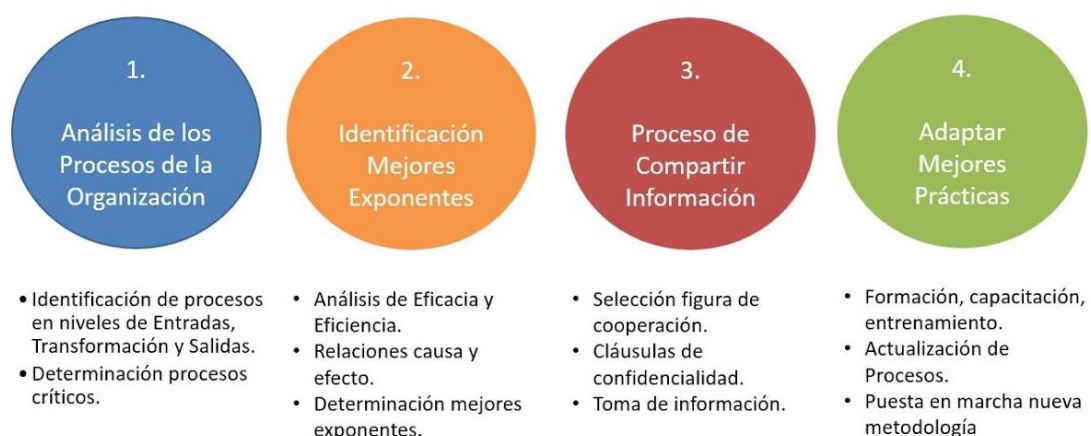 1.
Análisis de los
Procesos de la
Organización
2.
Identificación
Mejores
Exponentes
3.
Proceso de
Compartir
Información
4.
Adaptar
Mejores
Prácticas
• Identificación de procesos
en niveles de Entradas,
Transformación y Salidas.
• Determinación procesos
críticos.
• Análisis de Eficacia y
Eficiencia.
• Relaciones causa y
efecto.
• Determinación mejores
exponentes.
• Selección figura de
cooperación.
• Cláusulas de
confidencialidad.
• Toma de información.
• Formación, capacitación,
entrenamiento.
• Actualización de
Procesos.
• Puesta en marcha nueva
metodología